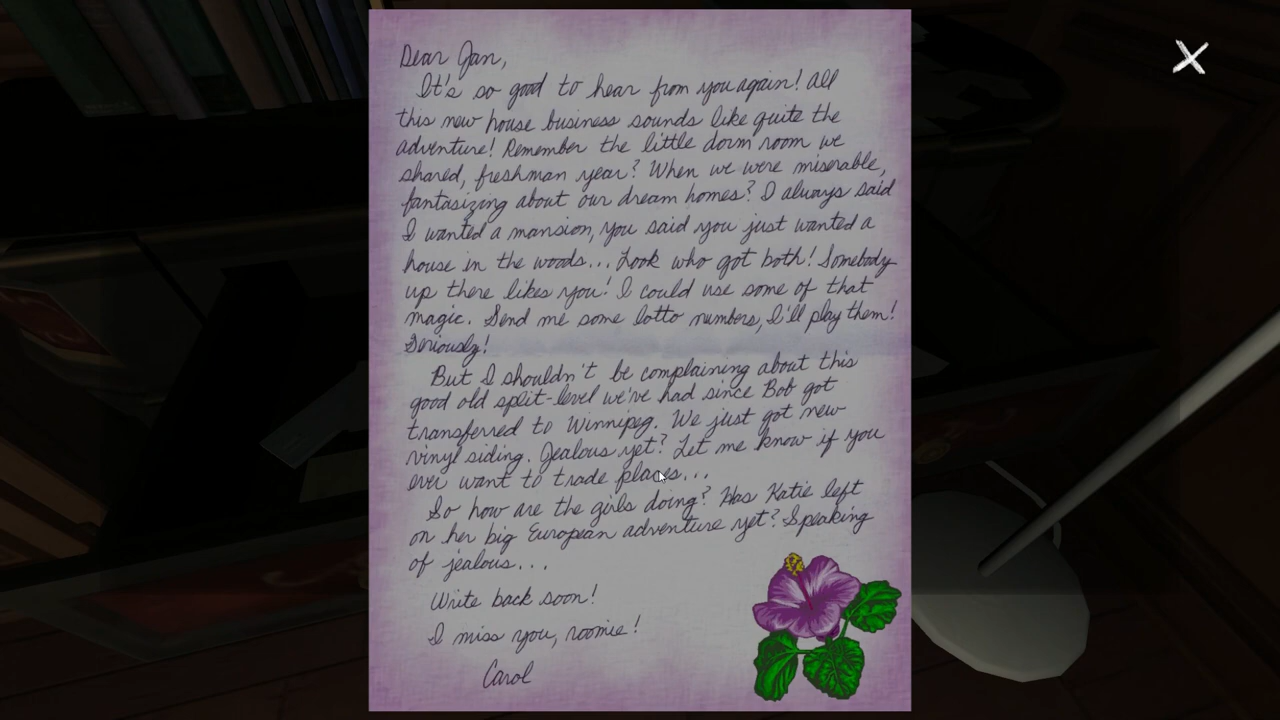 Dear Jan,
It's so good to hear from you again! All
this new house business sounds like quite the
adventure! Remember the little dorm room we
shared, freshman year? When we were miserable,
fantasizing about our dream homes? I always said
I wanted a mansion, you said you just wanted a
house in the woods... Look who got both! Somebody
up there likes you! I could use some of that
magic. Send me some lotto numbers, I'll play them!
Seriously!
But I shouldn't be complaining about this
good old split-level we've had since Bob got
transferred to Winnipeg. We just got new
vinyl siding. Jealous yet? Let me know if you
ever want to trade places...
So how are the girls doing? Has Katie left
on her big European adventure yet? Speaking
of jealous...
Write back soon!
I miss you, roomie!
Carol